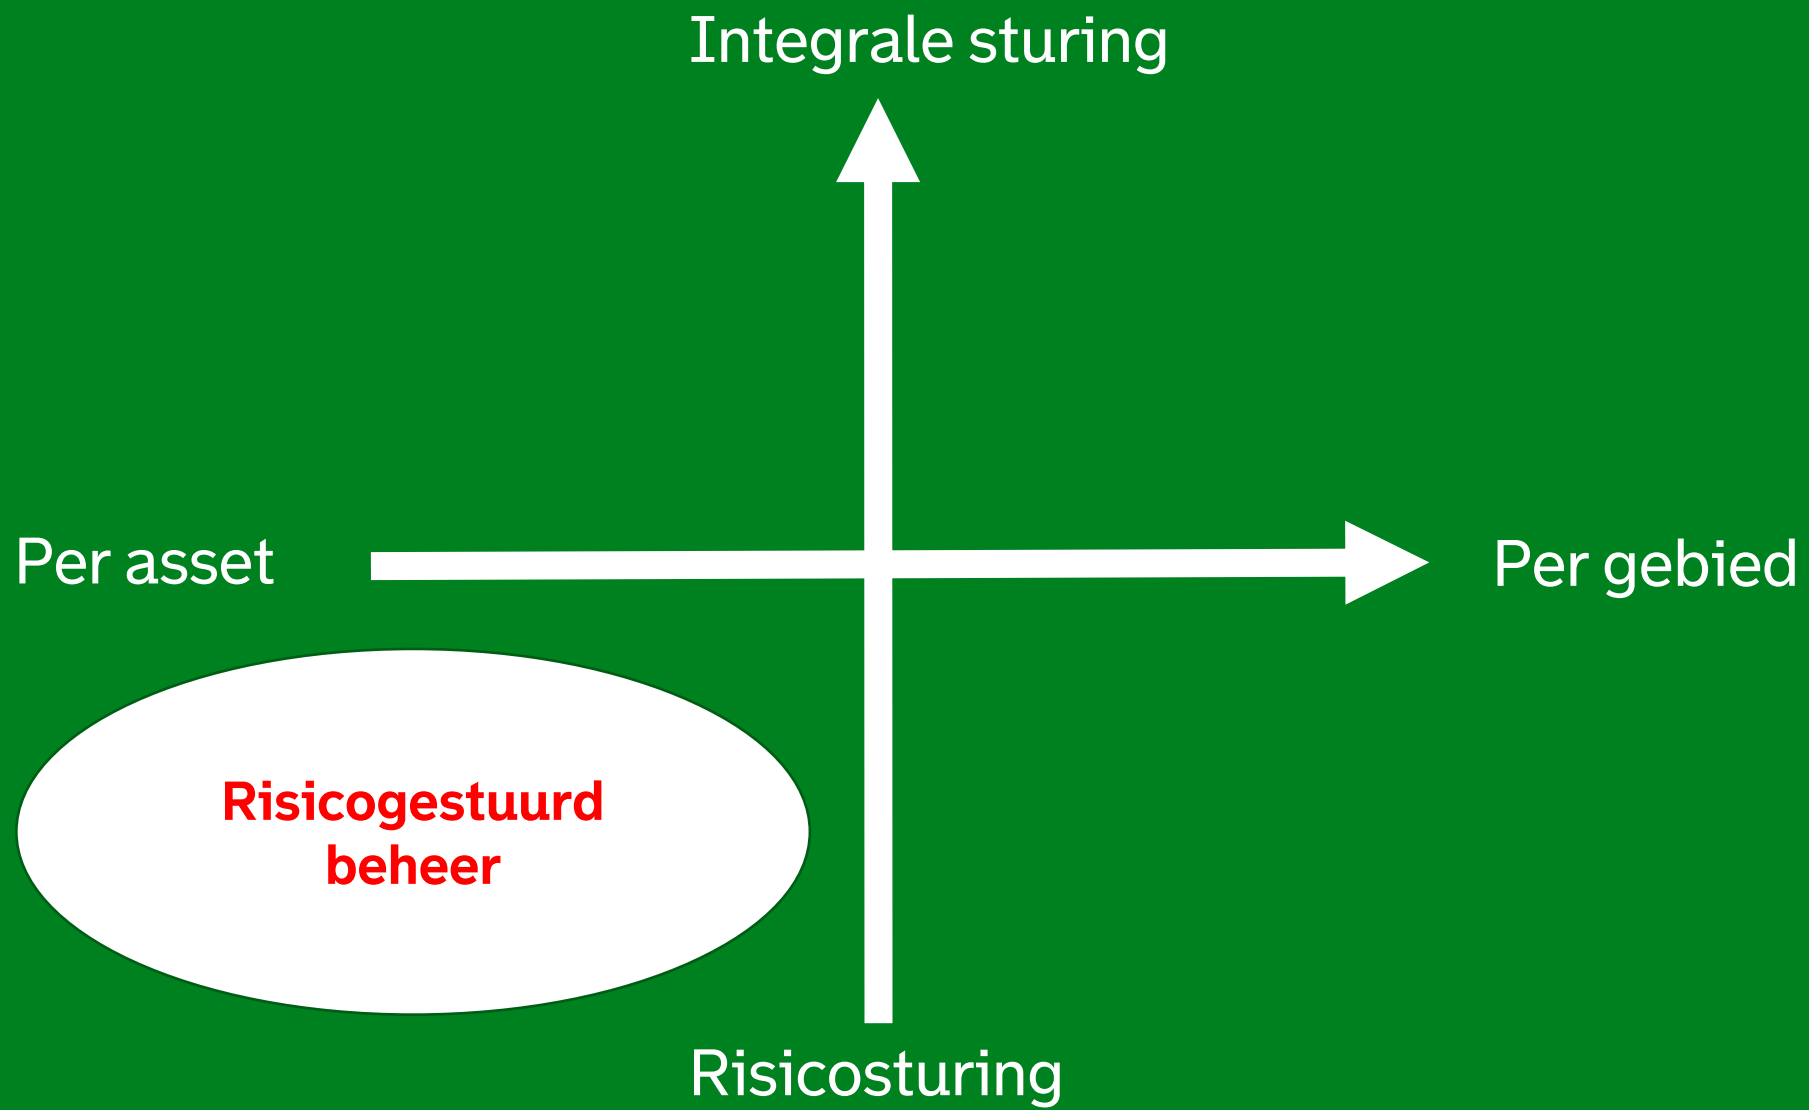 Integrale sturing
Per asset
Per gebied
Risicogestuurd
beheer
Risicosturing